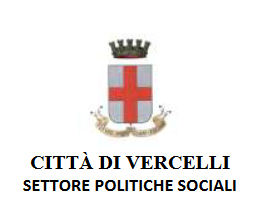 CITTÀ DI VERCELLI
SETTORE POLITICHE SOCIALI